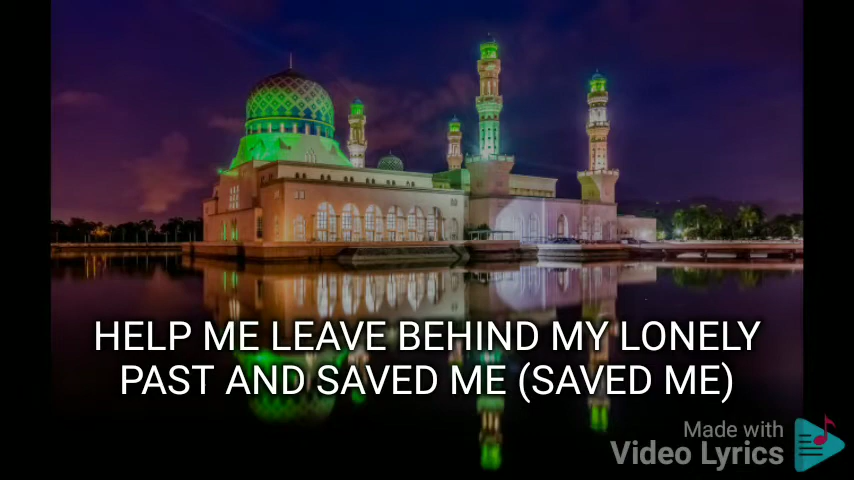 HELP ME LEAVE BEHIND MY LONELY
PAST AND SAVED ME (SAVED ME)
Made with
Video Lyrics